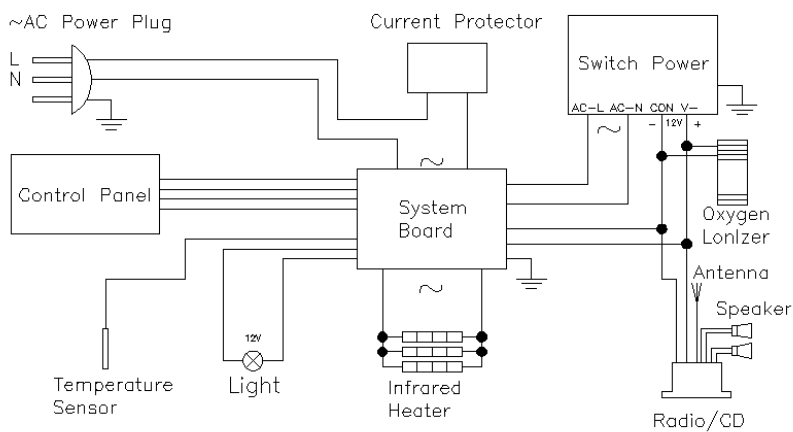 ~AC Power Plug
Current Protector
L
N
Switch Power
AC-L AC-N CON V-
- 12V +
Control Panel
System
Board
Oxygen
LonIzer
Antenna
Speaker
12V
Temperature
Sensor
Light
Infrared
Heater
Radio/CD